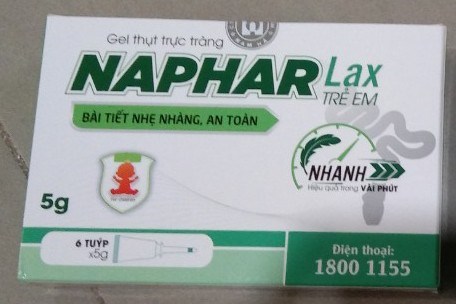 Gel thụt trực tràng
NAPHAR Lax
TRẺ EM
BÀI TIẾT NHẸ NHÀNG, AN TOÀN
NHANH
Hiệu quả trong VÀI PHÚT
5g
6 TUÝP
x5g
Điện thoại:
1800 1155